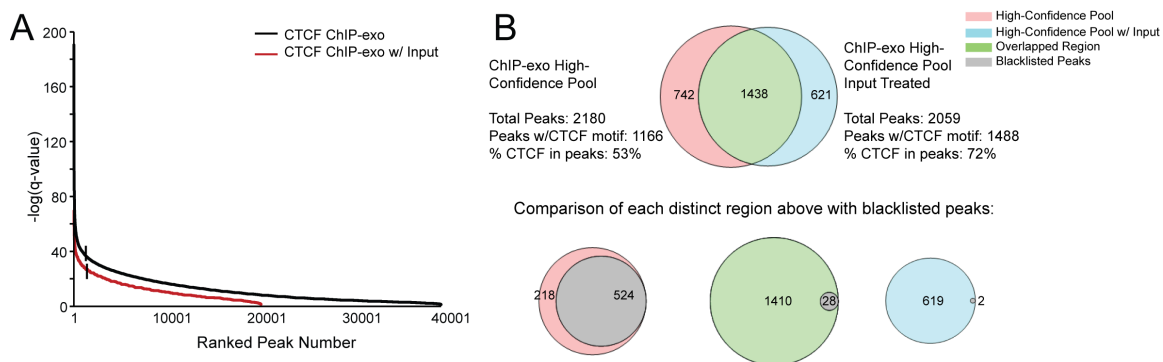 A
200
160
120
80
40
0
-log(q-value)
1
10001
20001
30001
40001
Ranked Peak Number
CTCF ChIP-exo
CTCF ChIP-exo w/ Input
B
High-Confidence Pool
High-Confidence Pool w/ Input
Overlapped Region
Blacklisted Peaks
ChIP-exo High-
Confidence Pool
Total Peaks: 2180
Peaks w/CTCF motif: 1166
% CTCF in peaks: 53%
742
1438
621
ChIP-exo High-
Confidence Pool
Input Treated
Total Peaks: 2059
Peaks w/CTCF motif: 1488
% CTCF in peaks: 72%
Comparison of each distinct region above with blacklisted peaks:
218
524
1410
28
619
2